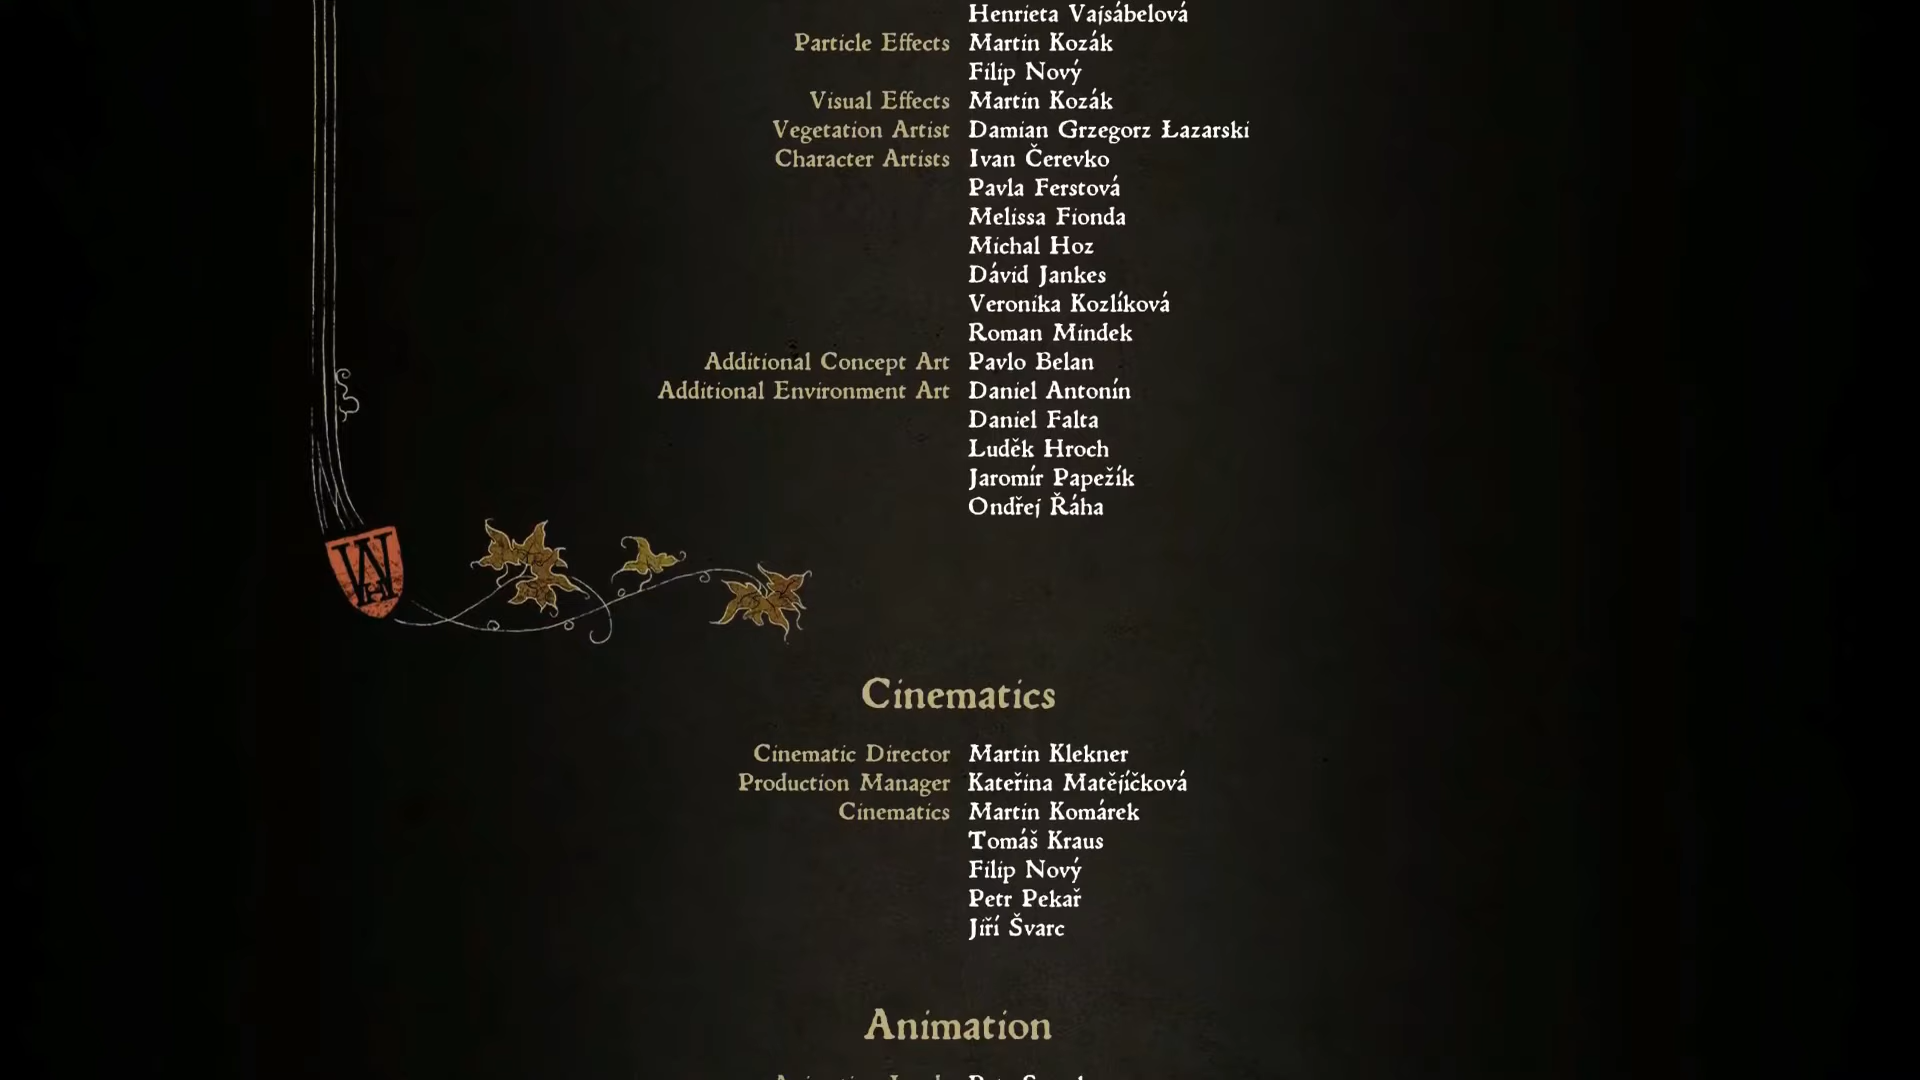 Henrieta Vajsábelová
Particle Effects Martin Kozák
Filip Nový
Visual Effects Martin Kozák
Vegetation Artist Damian Grzegorz Łazarski
Character Artists Ivan Čerevko
Pavla Ferstová
Melissa Fionda
Michal Hoz
Dávid Jankes
Veronika Kozlíková
Roman Mindek
Additional Concept Art Pavlo Belan
Additional Environment Art Daniel Antonín
Daniel Falta
Luděk Hroch
Jaromír Papežík
Ondřej Řáha
WH
Cinematics
Cinematic Director Martin Klekner
Production Manager Kateřina Matějíčková
Cinematics Martin Komárek
Tomáš Kraus
Filip Nový
Petr Pekař
Jiří Švarc
Animation